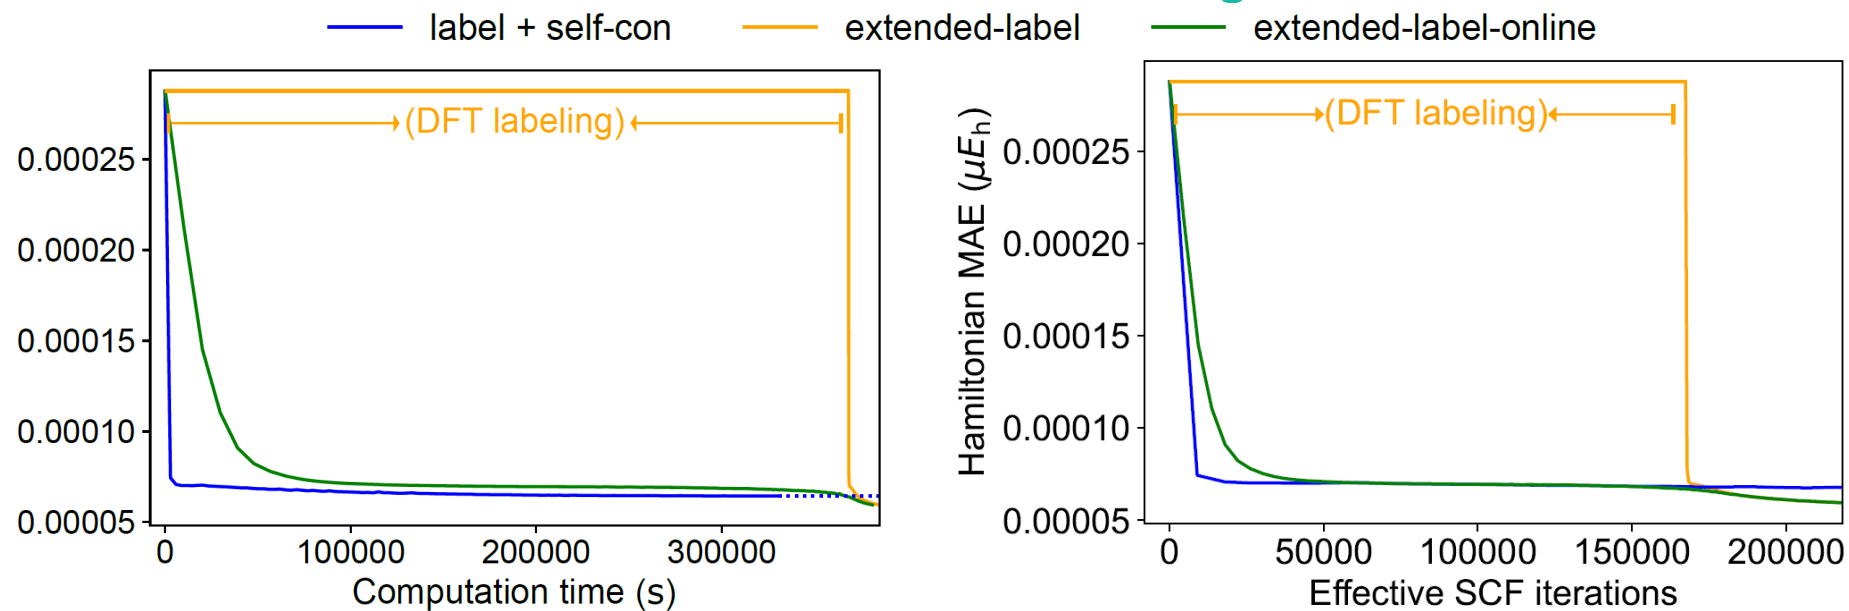 label + self-con extended-label extended-label-online
(DFT labeling)
0.00025
0.00020
0.00015
0.00010
0.00005
0 100000 200000 300000
Computation time (s)
Hamiltonian MAE (μEₕ)
(DFT labeling)
0.00025
0.00020
0.00015
0.00010
0.00005
0 50000 100000 150000 200000
Effective SCF iterations